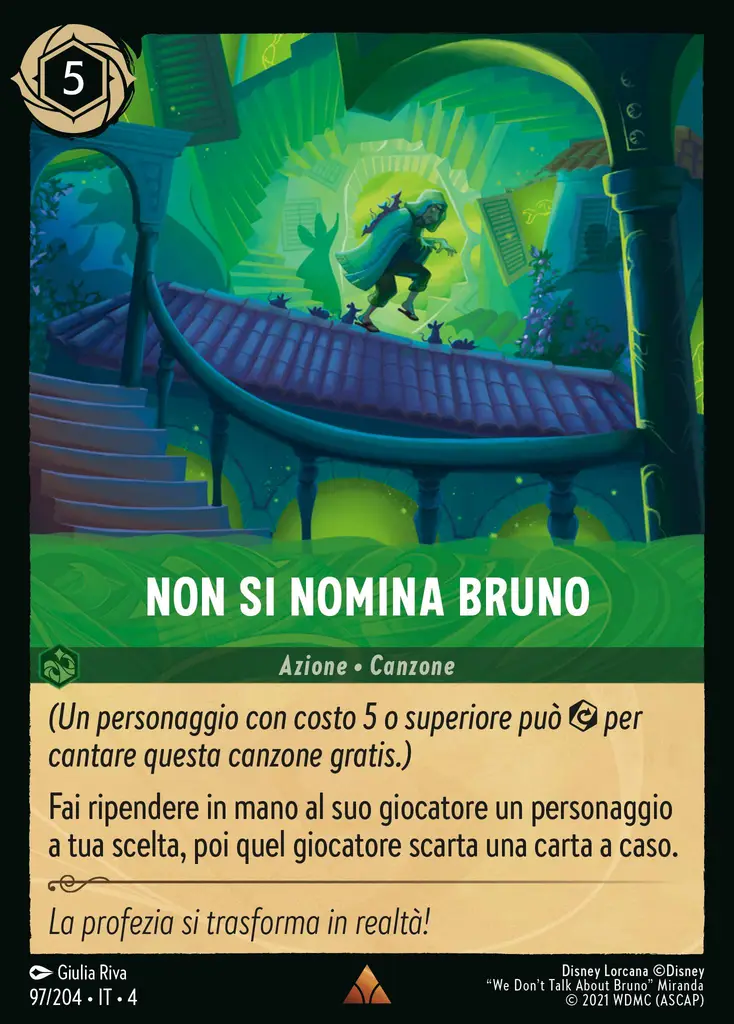 5
NON SI NOMINA BRUNO
Azione • Canzone
(Un personaggio con costo 5 o superiore può per
cantare questa canzone gratis.)
Fai ripendere in mano al suo giocatore un personaggio
a tua scelta, poi quel giocatore scarta una carta a caso.
La profezia si trasforma in realtà!
Giulia Riva
97/204 • IT • 4
Disney Lorcana ©Disney
“We Don’t Talk About Bruno” Miranda
© 2021 WDMC (ASCAP)